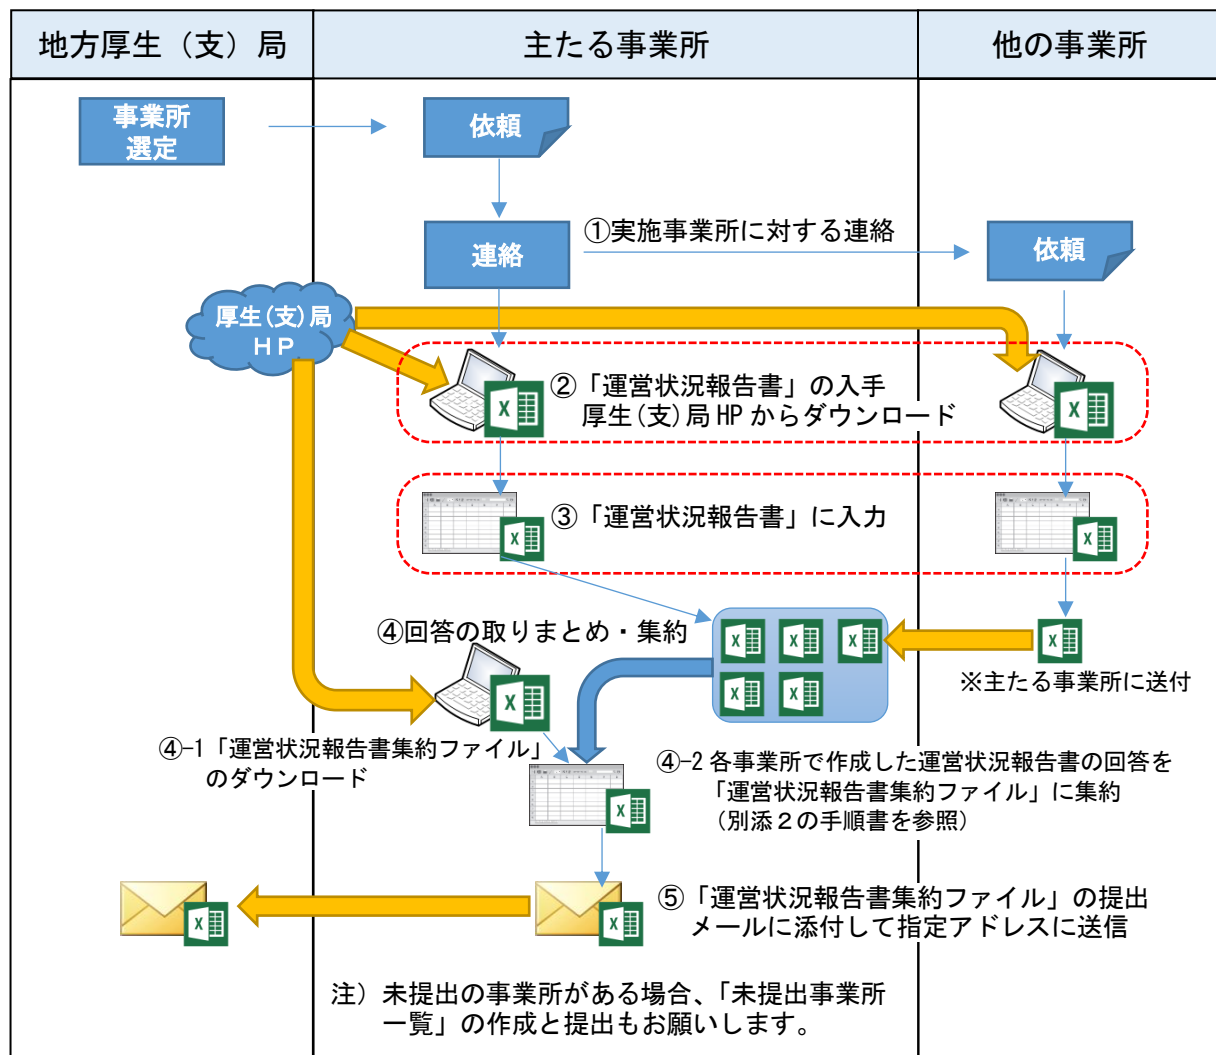 地方厚生（支）局
主たる事業所
他の事業所
事業所
選定
依頼
連絡
①実施事業所に対する連絡
依頼
厚生(支)局
ＨＰ
②「運営状況報告書」の入手
厚生(支)局 HP からダウンロード
③「運営状況報告書」に入力
④回答の取りまとめ・集約
※主たる事業所に送付
④-1「運営状況報告書集約ファイル」
のダウンロード
④-2 各事業所で作成した運営状況報告書の回答を
「運営状況報告書集約ファイル」に集約
（別添２の手順書を参照）
⑤「運営状況報告書集約ファイル」の提出
メールに添付して指定アドレスに送信
注）未提出の事業所がある場合、「未提出事業所
一覧」の作成と提出もお願いします。